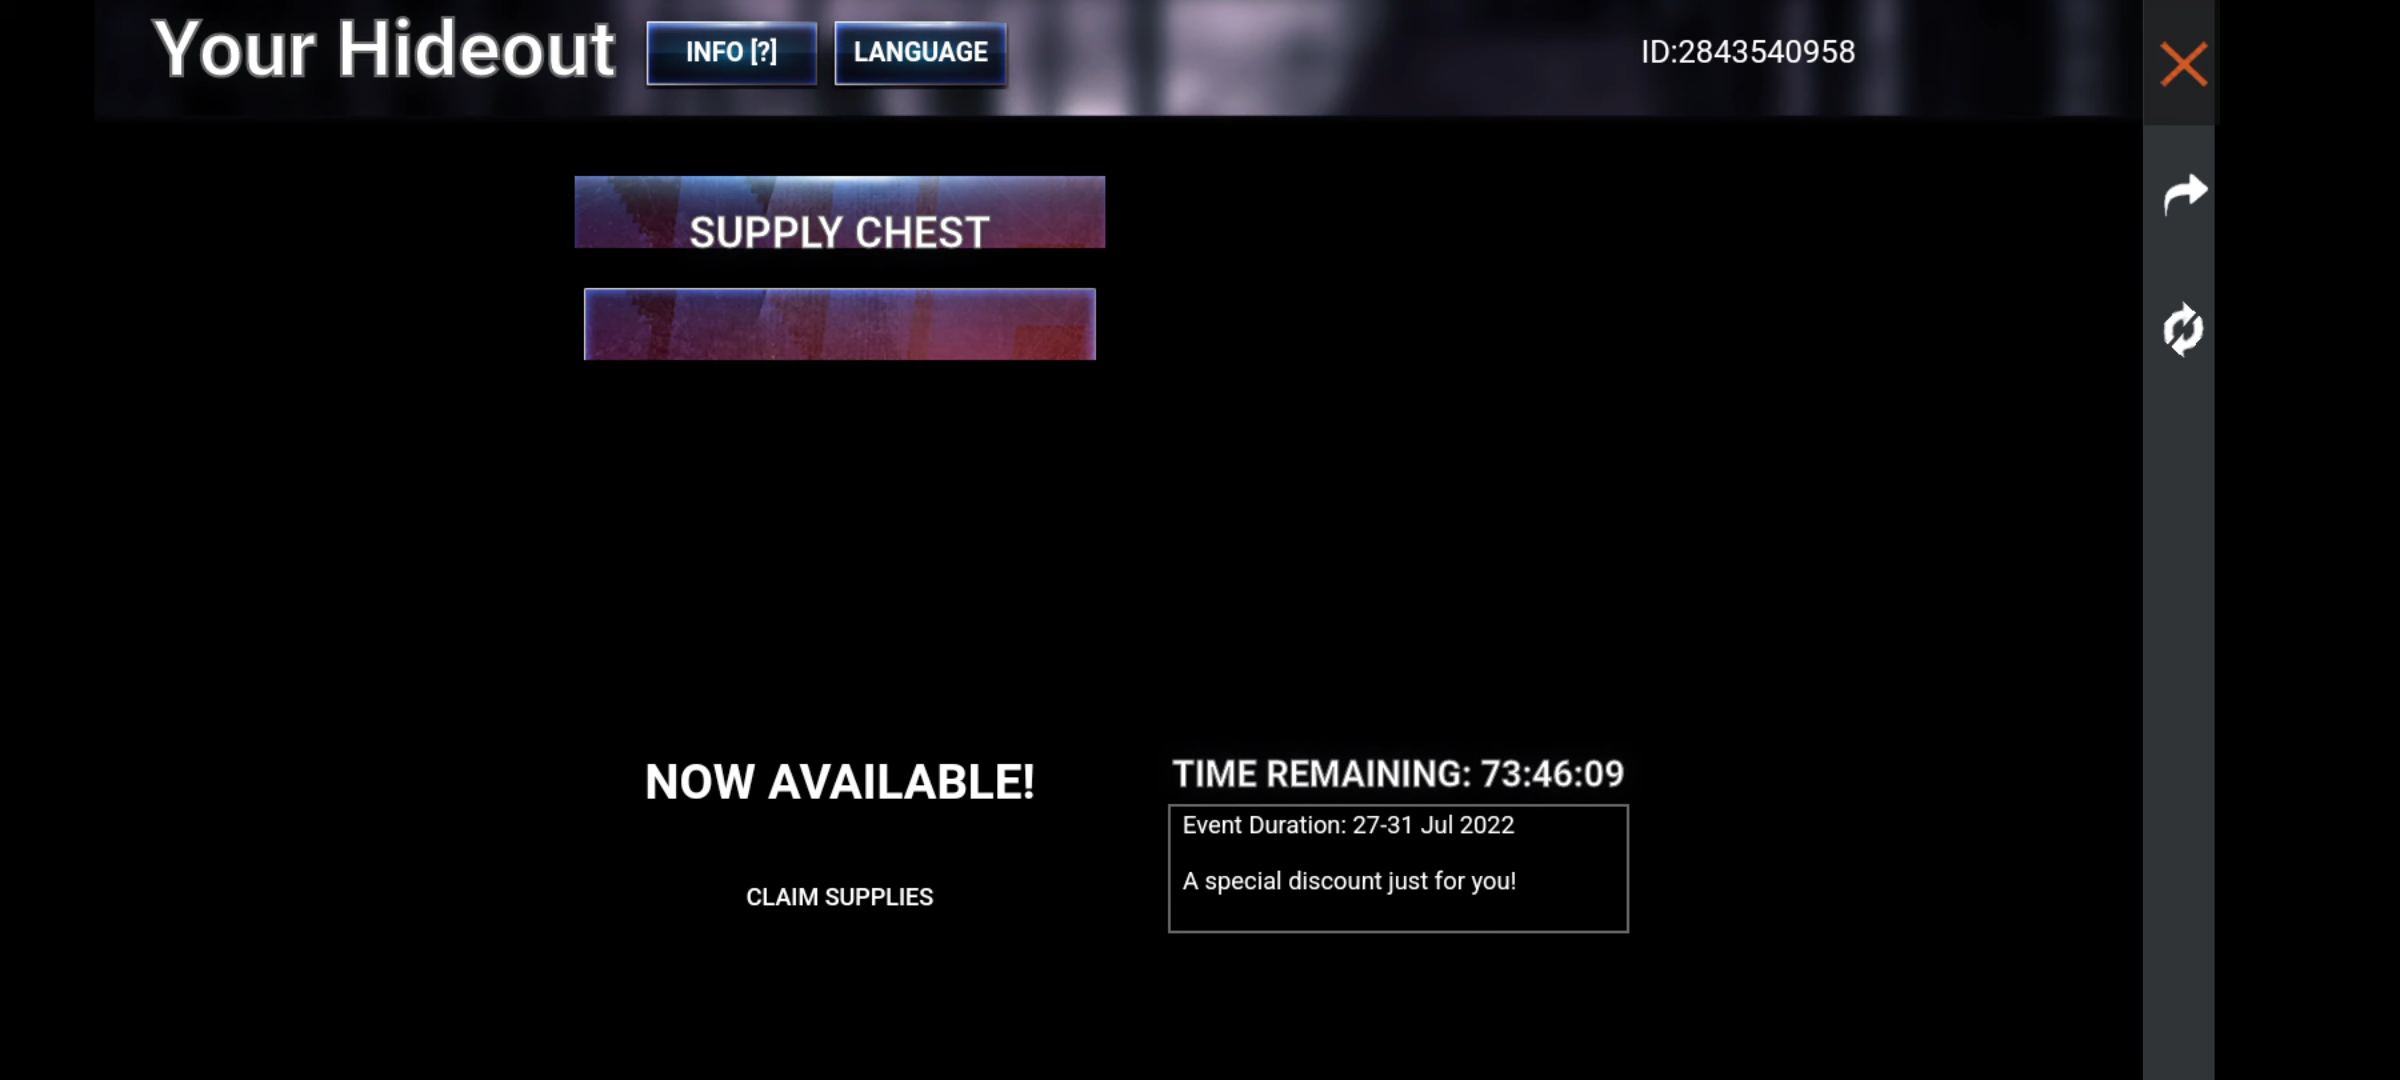 Your Hideout
INFO [?]
LANGUAGE
ID:2843540958
SUPPLY CHEST
NOW AVAILABLE!
CLAIM SUPPLIES
TIME REMAINING: 73:46:09
Event Duration: 27-31 Jul 2022
A special discount just for you!